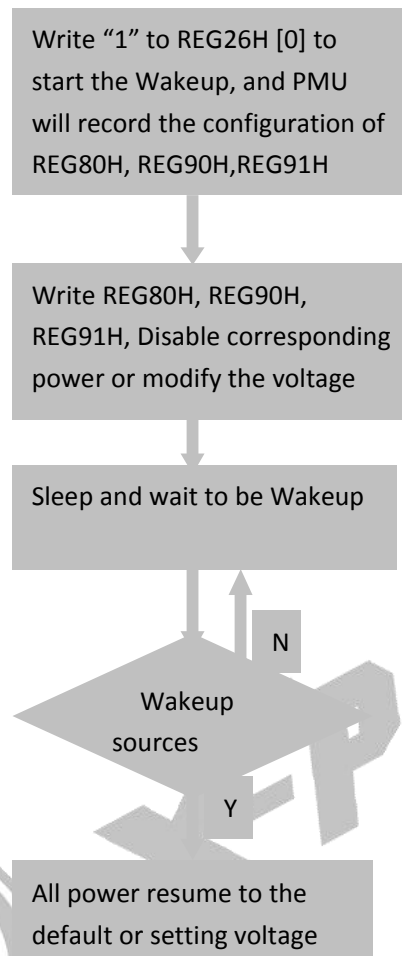 Write “1” to REG26H [0] to
start the Wakeup, and PMU
will record the configuration of
REG80H, REG90H,REG91H
Write REG80H, REG90H,
REG91H, Disable corresponding
power or modify the voltage
Sleep and wait to be Wakeup
N
Wakeup
sources
Y
All power resume to the
default or setting voltage